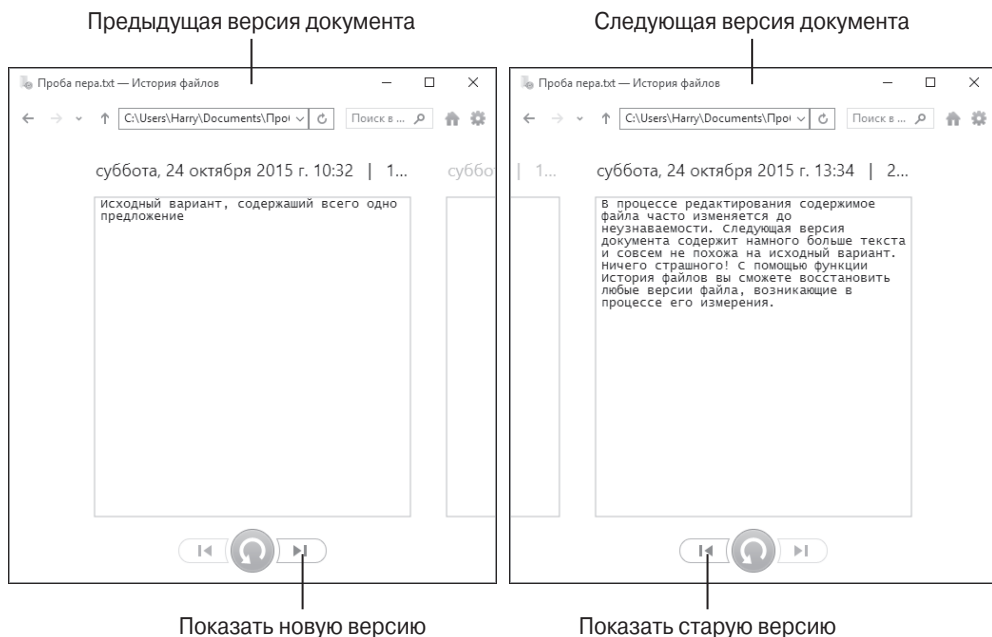 Предыдущая версия документа
Следующая версия документа
Проба пера.txt — История файлов
C:\Users\Harry\Documents\Про
Поиск в ...
суббота, 24 октября 2015 г. 10:32 | 1...
суббо
Исходный вариант, содержаший всего одно
предложение
Проба пера.txt — История файлов
C:\Users\Harry\Documents\Про
Поиск в ...
| 1...
суббота, 24 октября 2015 г. 13:34 | 2...
В процессе редактирования содержимое
файла часто изменяется до
неузнаваемости. Следующая версия
документа содержит намного больше текста
и совсем не похожа на исходный вариант.
Ничего страшного! С помощью функции
История файлов вы сможете восстановить
любые версии файла, возникающие в
процессе его измерения.
Показать новую версию
Показать старую версию